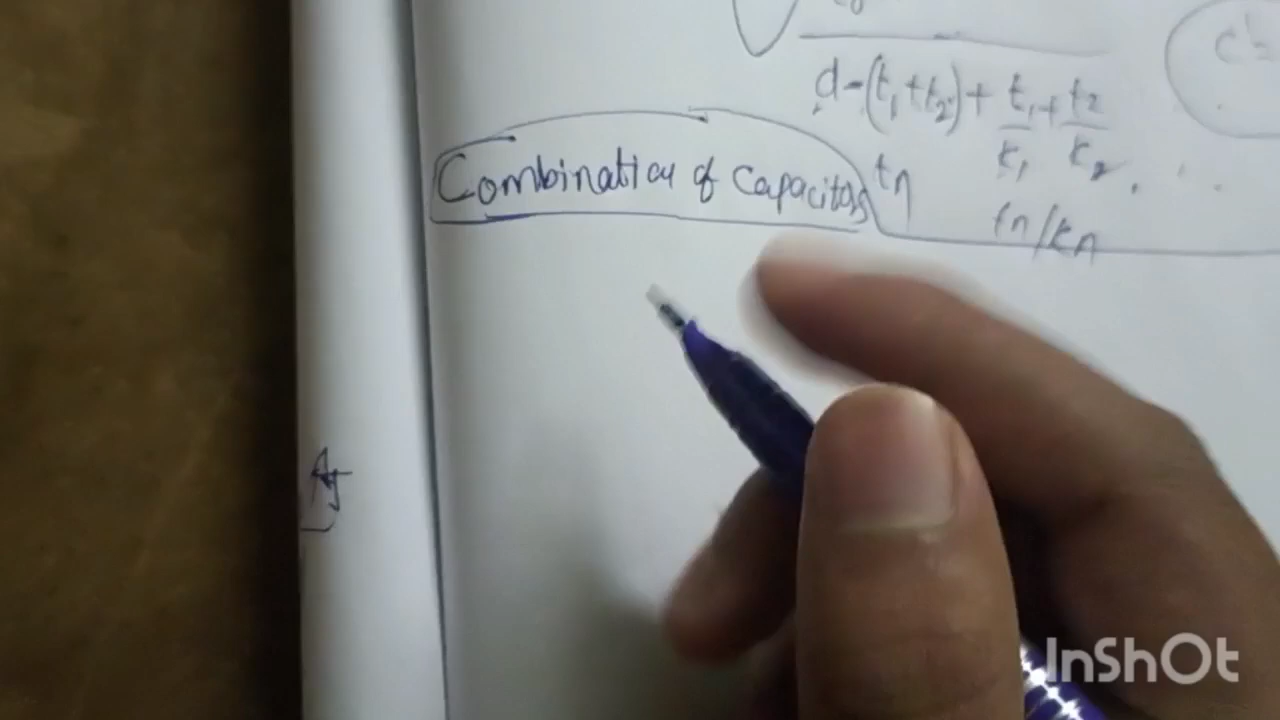 d-(t₁+t₂)+ t₁/k₁ + t₂/k₂ . . .
tn tn/kn
Combination of Capacitors
InShOt